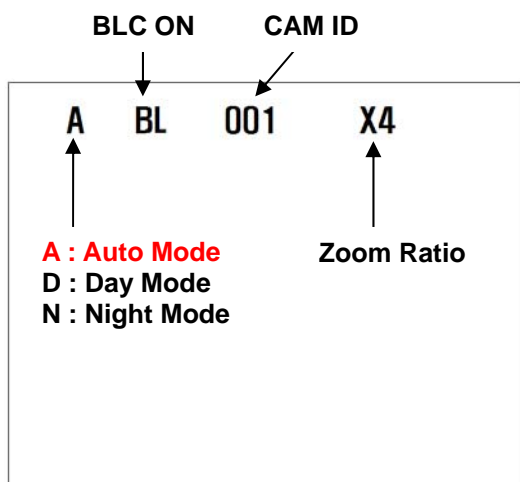 BLC ON CAM ID
A BL 001 X4
A : Auto Mode Zoom Ratio
D : Day Mode
N : Night Mode